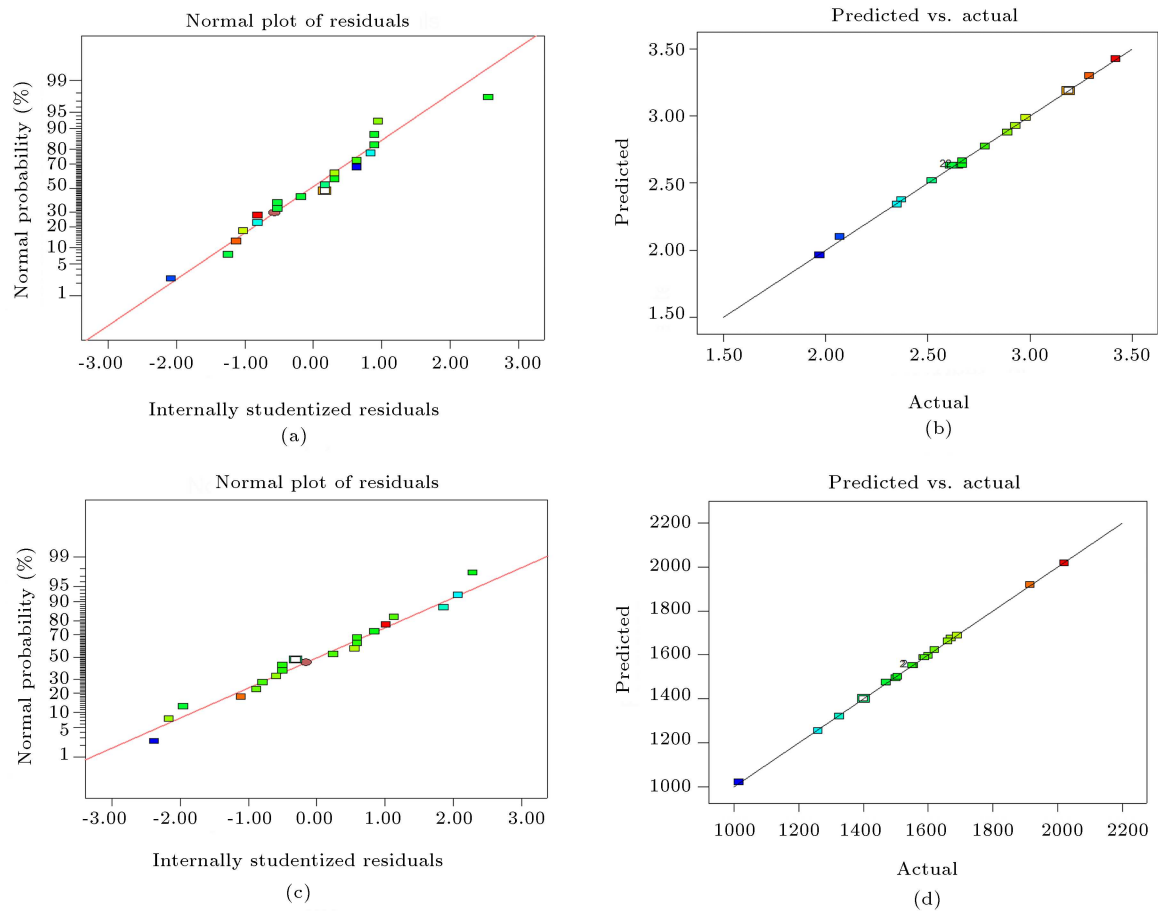 Normal plot of residuals
Normal probability (%)
99
95
90
80
70
50
30
20
10
5
1
-3.00 -2.00 -1.00 0.00 1.00 2.00 3.00
Internally studentized residuals
(a)
Predicted vs. actual
Predicted
3.50
3.00
2.50
2.00
1.50
1.50 2.00 2.50 3.00 3.50
Actual
(b)
Normal plot of residuals
Normal probability (%)
99
95
90
80
70
50
30
20
10
5
1
-3.00 -2.00 -1.00 0.00 1.00 2.00 3.00
Internally studentized residuals
(c)
Predicted vs. actual
Predicted
2200
2000
1800
1600
2
1400
1200
1000
1000 1200 1400 1600 1800 2000 2200
Actual
(d)